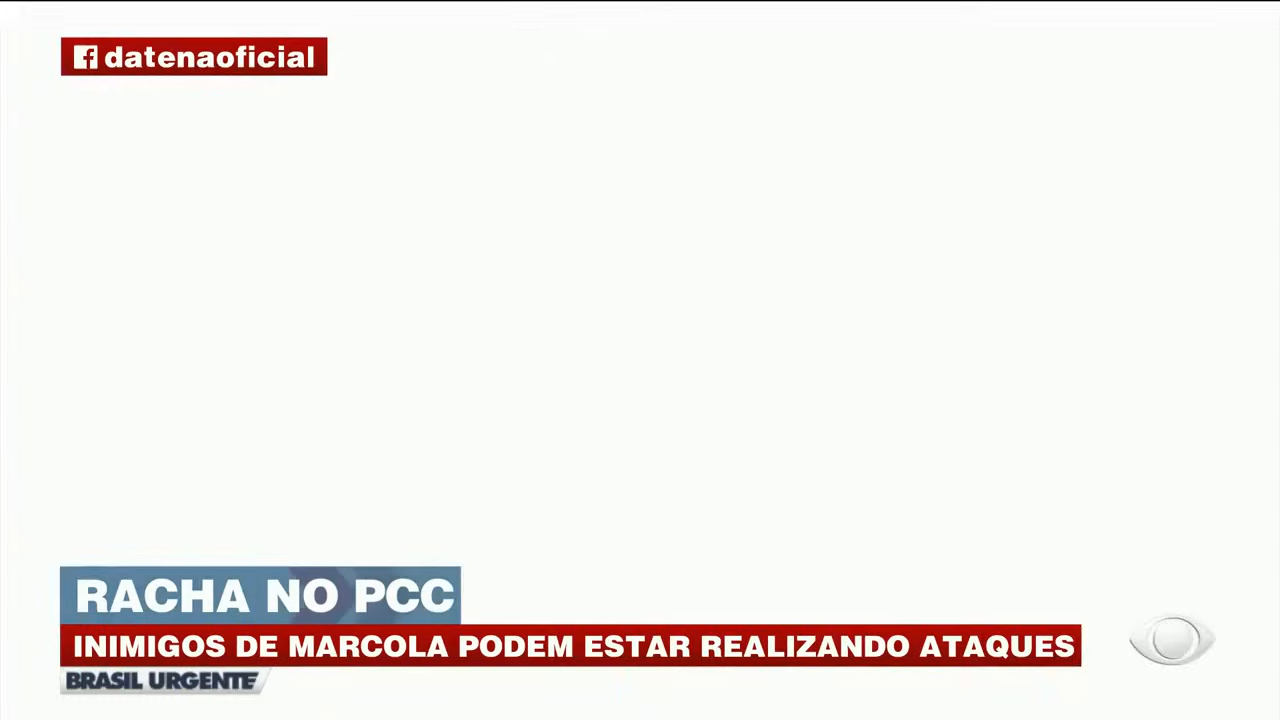 datenaoficial
RACHA NO PCC
INIMIGOS DE MARCOLA PODEM ESTAR REALIZANDO ATAQUES
BRASIL URGENTE